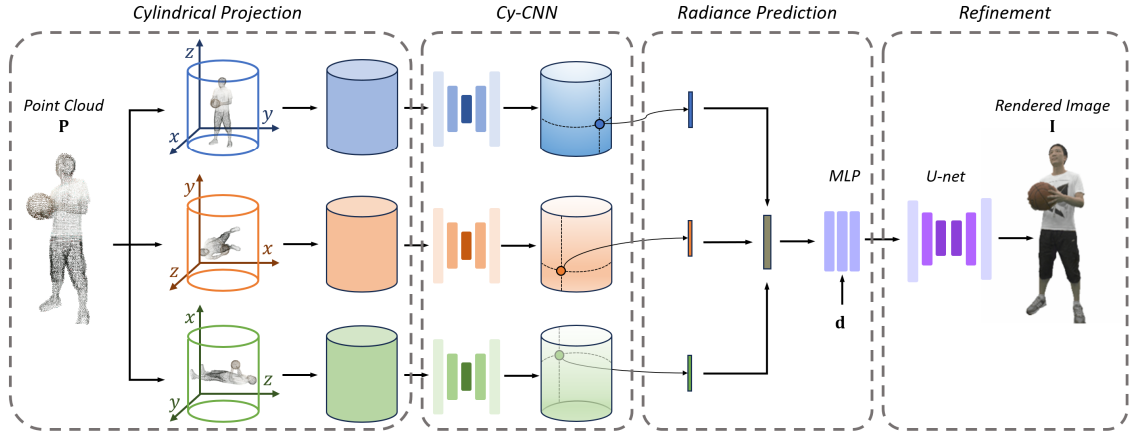 Cylindrical Projection
Cy-CNN
Radiance Prediction
Refinement
Point Cloud
P
z
y
x
y
x
z
x
z
y
MLP
d
U-net
Rendered Image
I